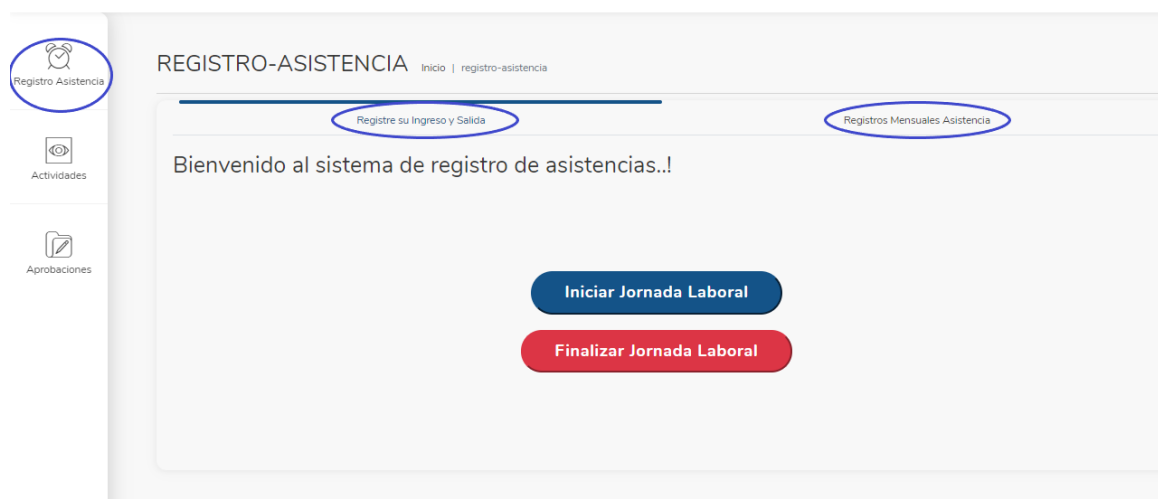 Registro Asistencia
Actividades
Aprobaciones
REGISTRO-ASISTENCIA Inicio | registro-asistencia
Registre su Ingreso y Salida Registros Mensuales Asistencia
Bienvenido al sistema de registro de asistencias..!
Iniciar Jornada Laboral
Finalizar Jornada Laboral